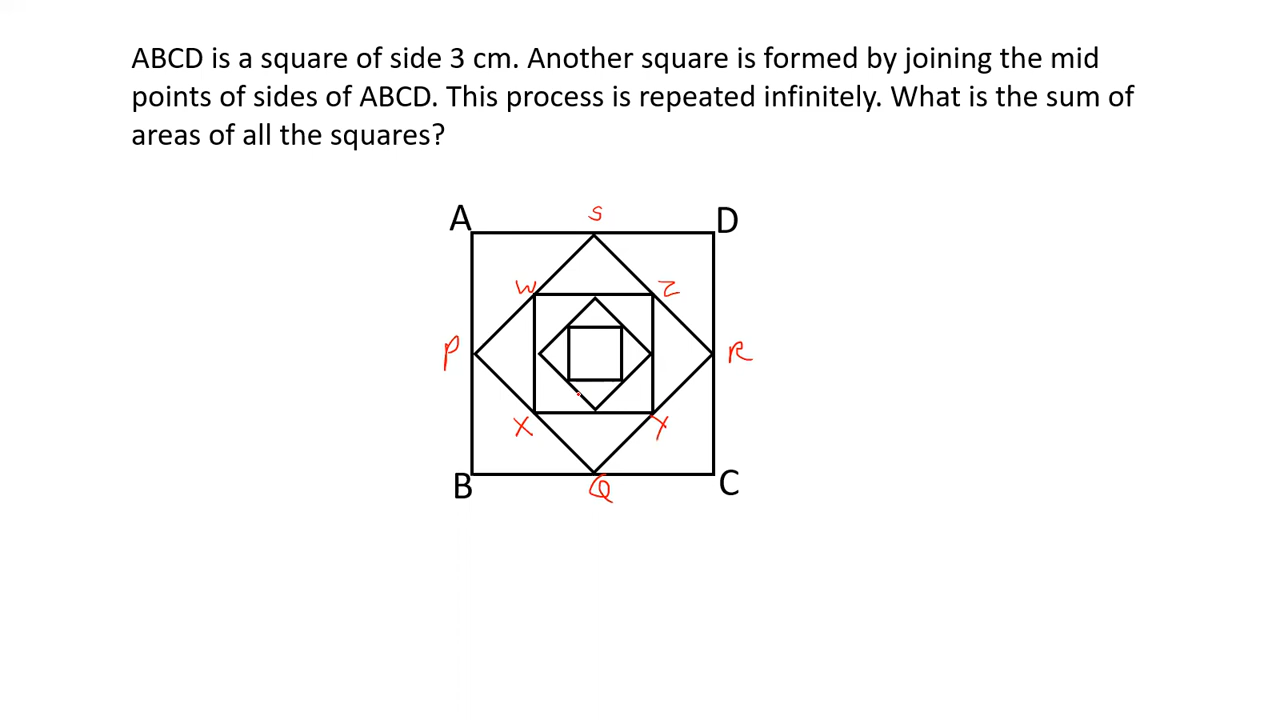 ABCD is a square of side 3 cm. Another square is formed by joining the mid
points of sides of ABCD. This process is repeated infinitely. What is the sum of
areas of all the squares?
A S D
W Z
P R
X Y
B Q C